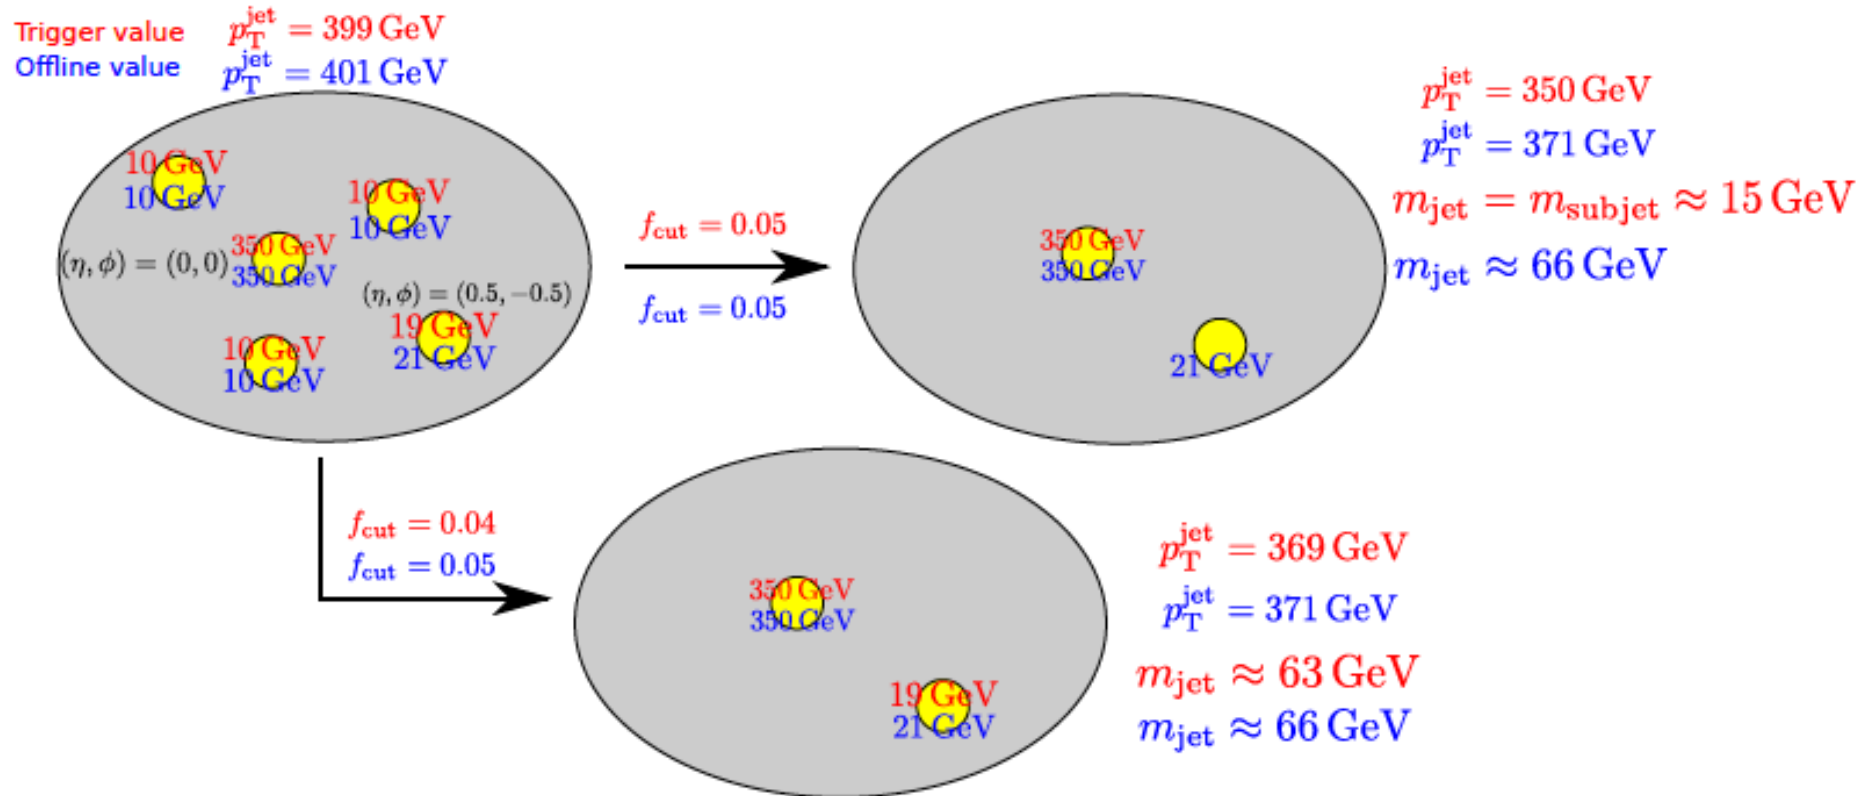 Trigger value
Offline value
p_T^jet = 399 GeV
p_T^jet = 401 GeV
10 GeV
10 GeV
10 GeV
10 GeV
(η, ϕ) = (0, 0)
350 GeV
350 GeV
(η, ϕ) = (0.5, −0.5)
19 GeV
21 GeV
10 GeV
10 GeV
f_cut = 0.05
f_cut = 0.05
350 GeV
350 GeV
21 GeV
p_T^jet = 350 GeV
p_T^jet = 371 GeV
m_jet = m_subjet ≈ 15 GeV
m_jet ≈ 66 GeV
f_cut = 0.04
f_cut = 0.05
350 GeV
350 GeV
19 GeV
21 GeV
p_T^jet = 369 GeV
p_T^jet = 371 GeV
m_jet ≈ 63 GeV
m_jet ≈ 66 GeV